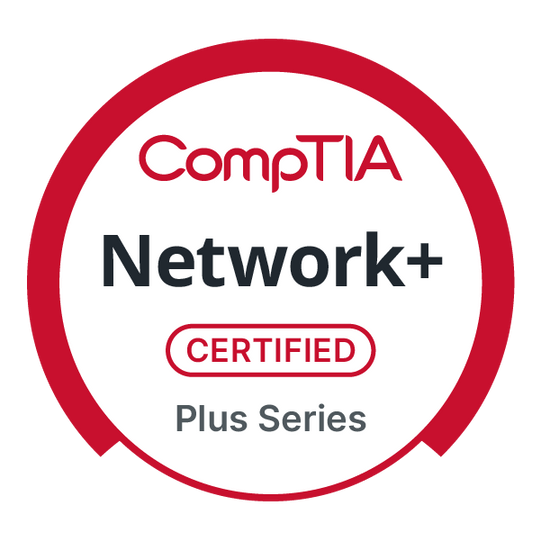 CompTIA
Network+
CERTIFIED
Plus Series